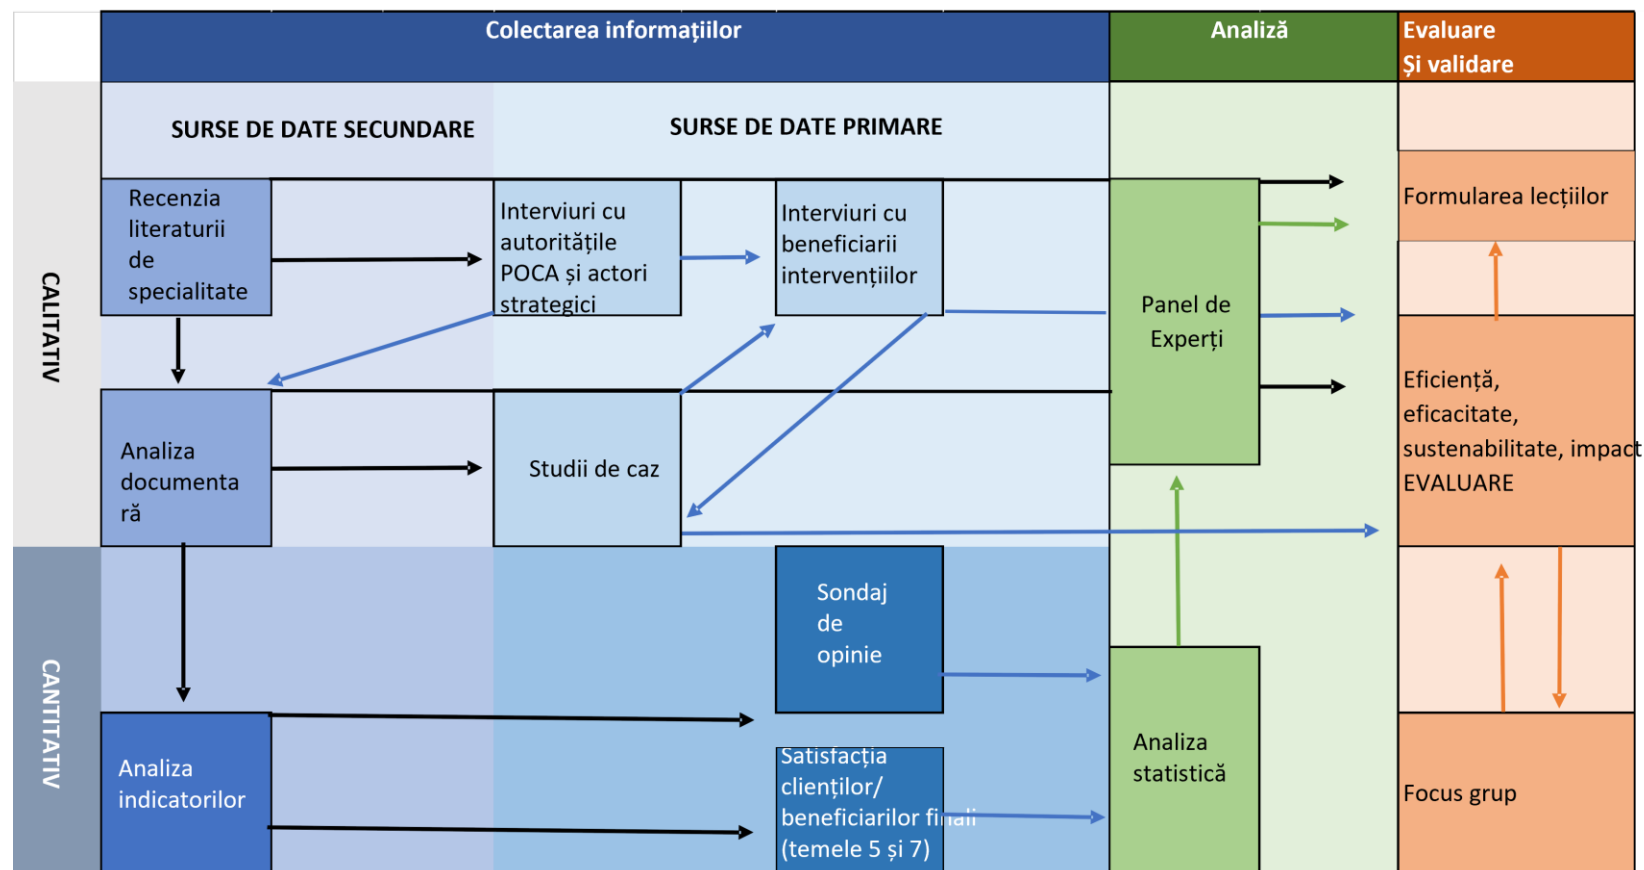 Colectarea informațiilor
Analiză
Evaluare
Și validare
SURSE DE DATE SECUNDARE
SURSE DE DATE PRIMARE
CALITATIV
Recenzia
literaturii
de
specialitate
Interviuri cu
autoritățile
POCA și actori
strategici
Interviuri cu
beneficiarii
intervențiilor
Panel de
Experți
Formularea lecțiilor
Analiza
documenta
ră
Studii de caz
Eficiență,
eficacitate,
sustenabilitate, impact
EVALUARE
CANTITATIV
Sondaj
de
opinie
Analiza
indicatorilor
Satisfacția
clienților/
beneficiarilor finali
(temele 5 și 7)
Analiza
statistică
Focus grup